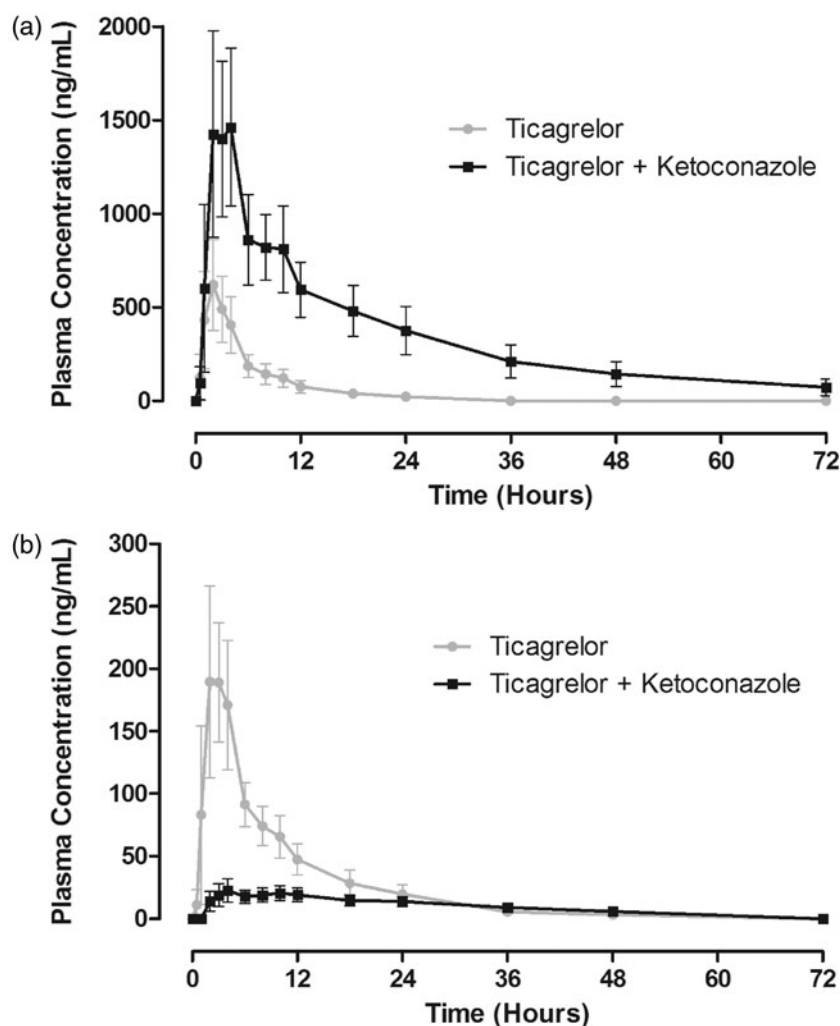 (a)
Plasma Concentration (ng/mL)
2000
1500
1000
500
0
Ticagrelor
Ticagrelor + Ketoconazole
0 12 24 36 48 60 72
Time (Hours)
(b)
Plasma Concentration (ng/mL)
300
250
200
150
100
50
0
Ticagrelor
Ticagrelor + Ketoconazole
0 12 24 36 48 60 72
Time (Hours)